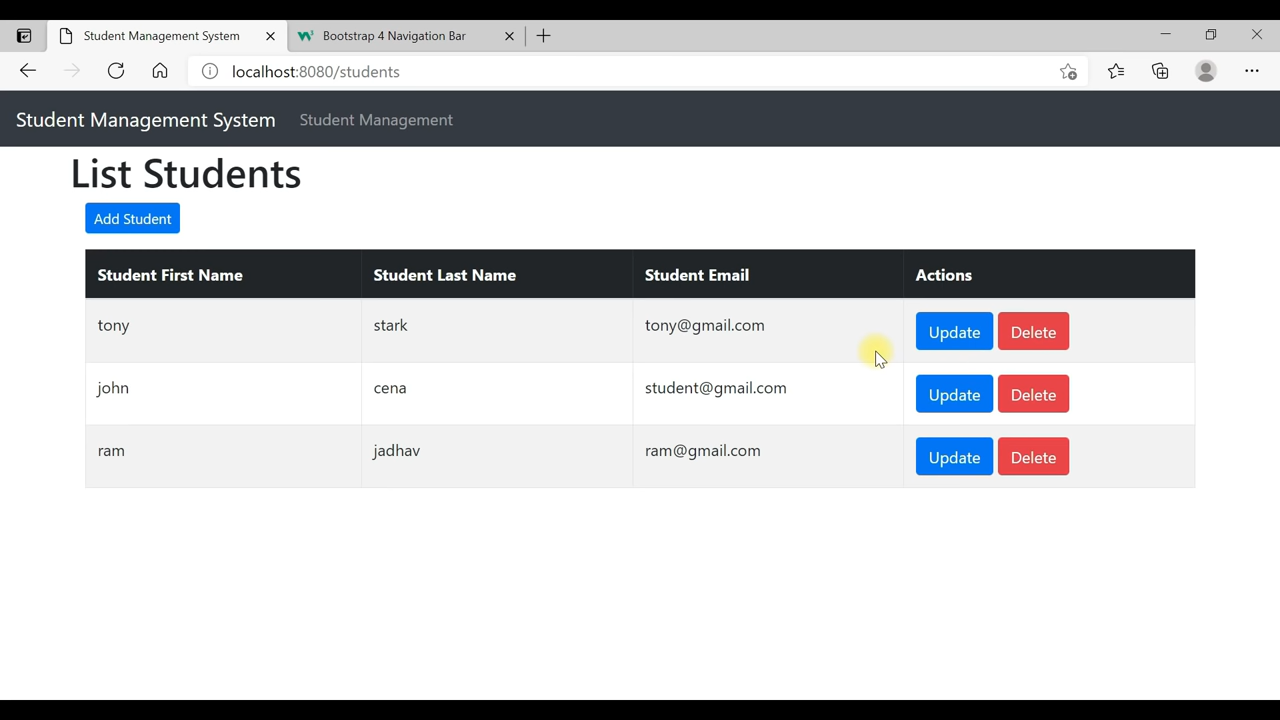 Student Management System
Bootstrap 4 Navigation Bar
localhost:8080/students
Student Management System Student Management
List Students
Add Student
Student First Name Student Last Name Student Email Actions
tony stark tony@gmail.com Update Delete
john cena student@gmail.com Update Delete
ram jadhav ram@gmail.com Update Delete